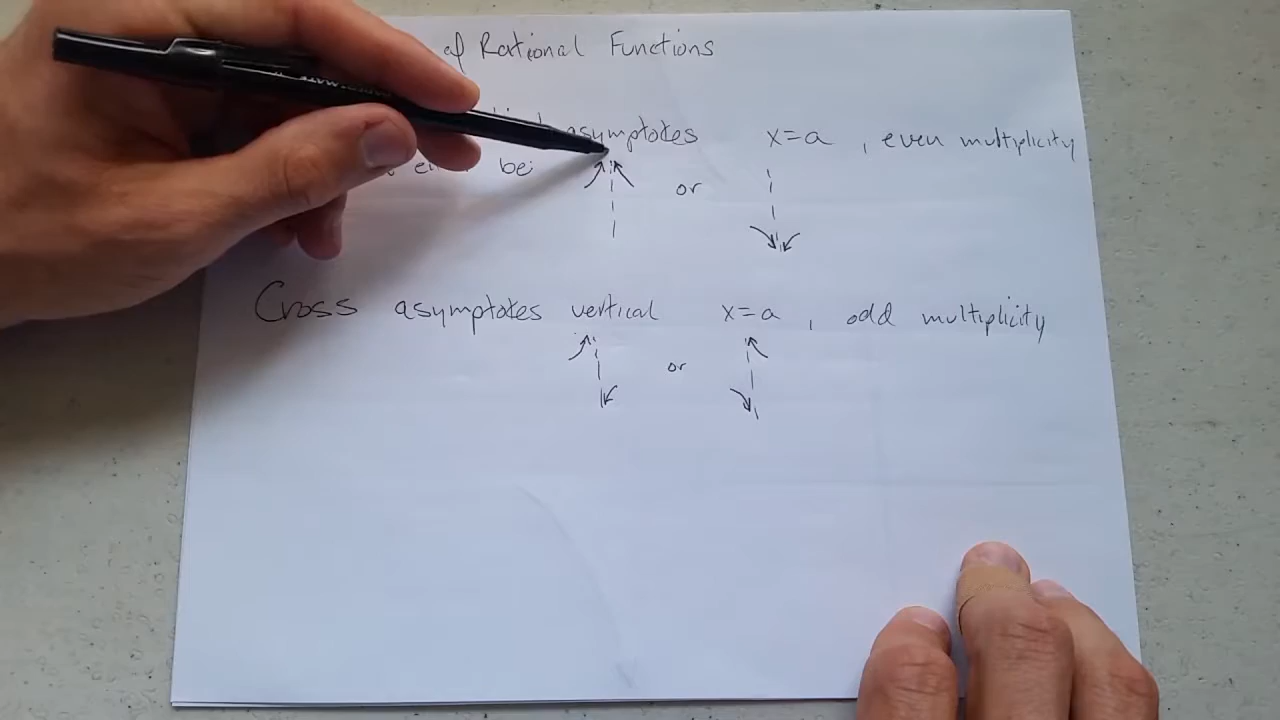 of Rational Functions
asymptotes x=a , even multiplicity
be or
Cross asymptotes vertical x=a , odd multiplicity
or